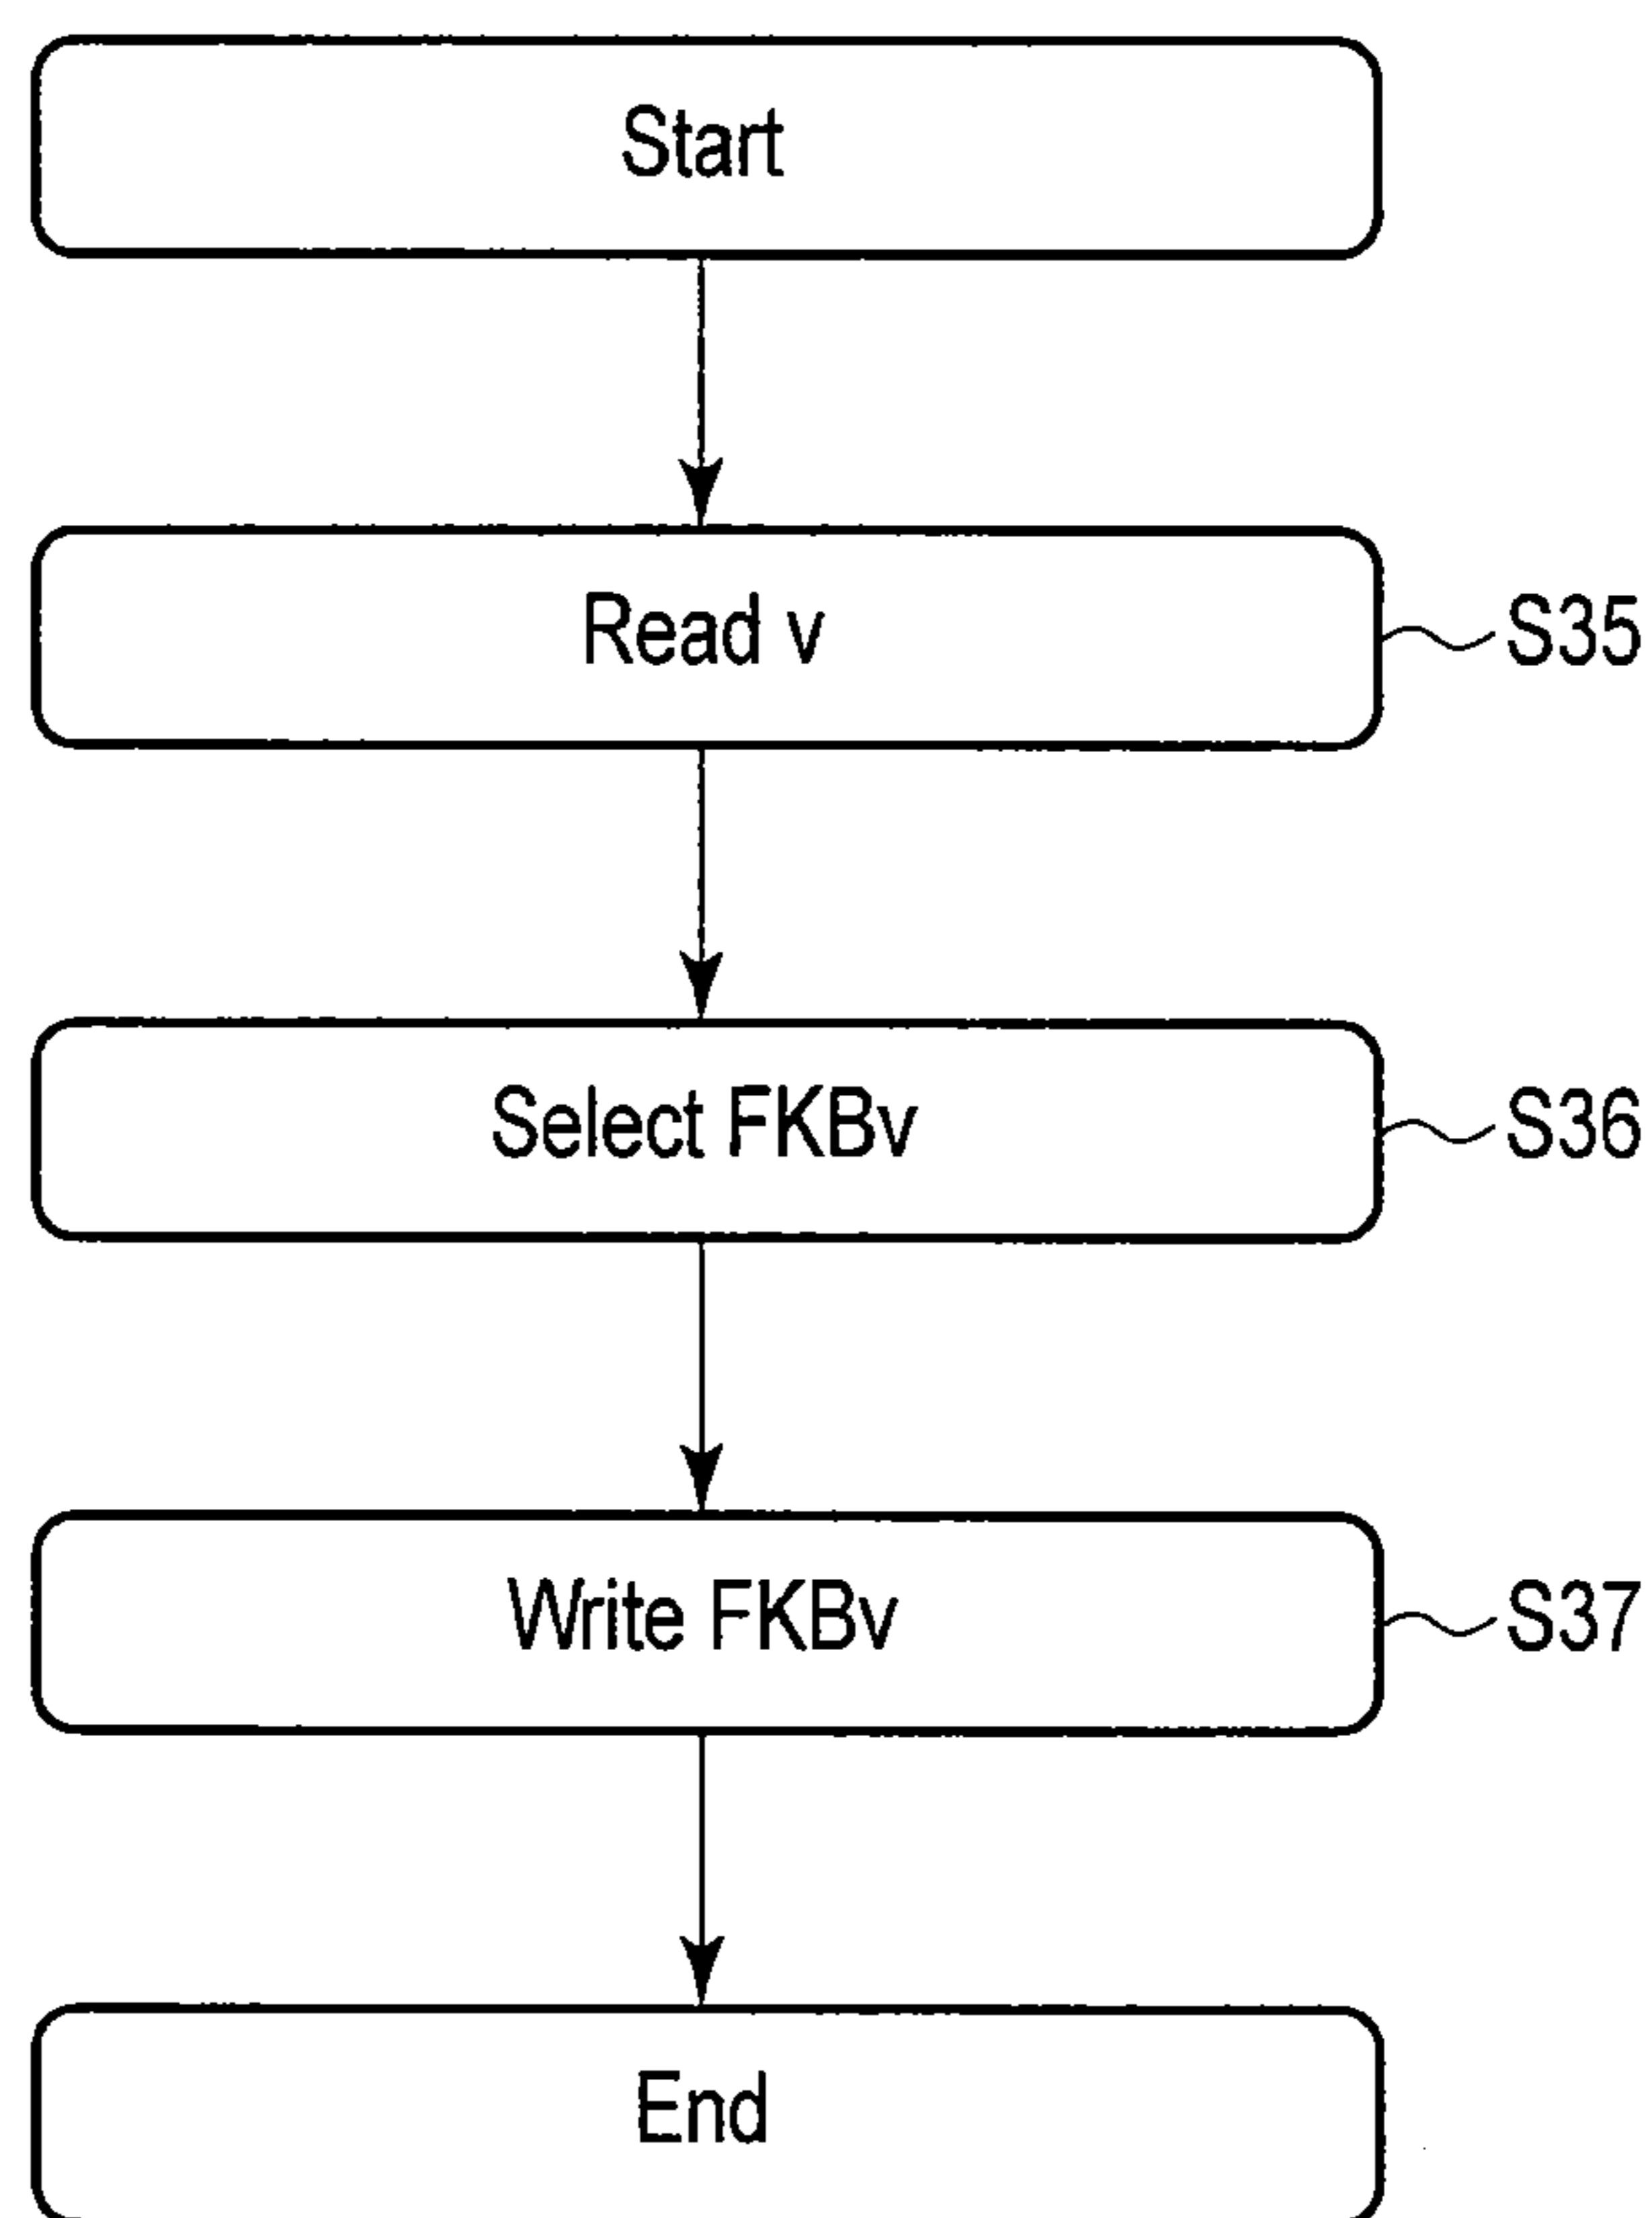 Start
Read v
S35
Select FKBv
S36
Write FKBv
S37
End